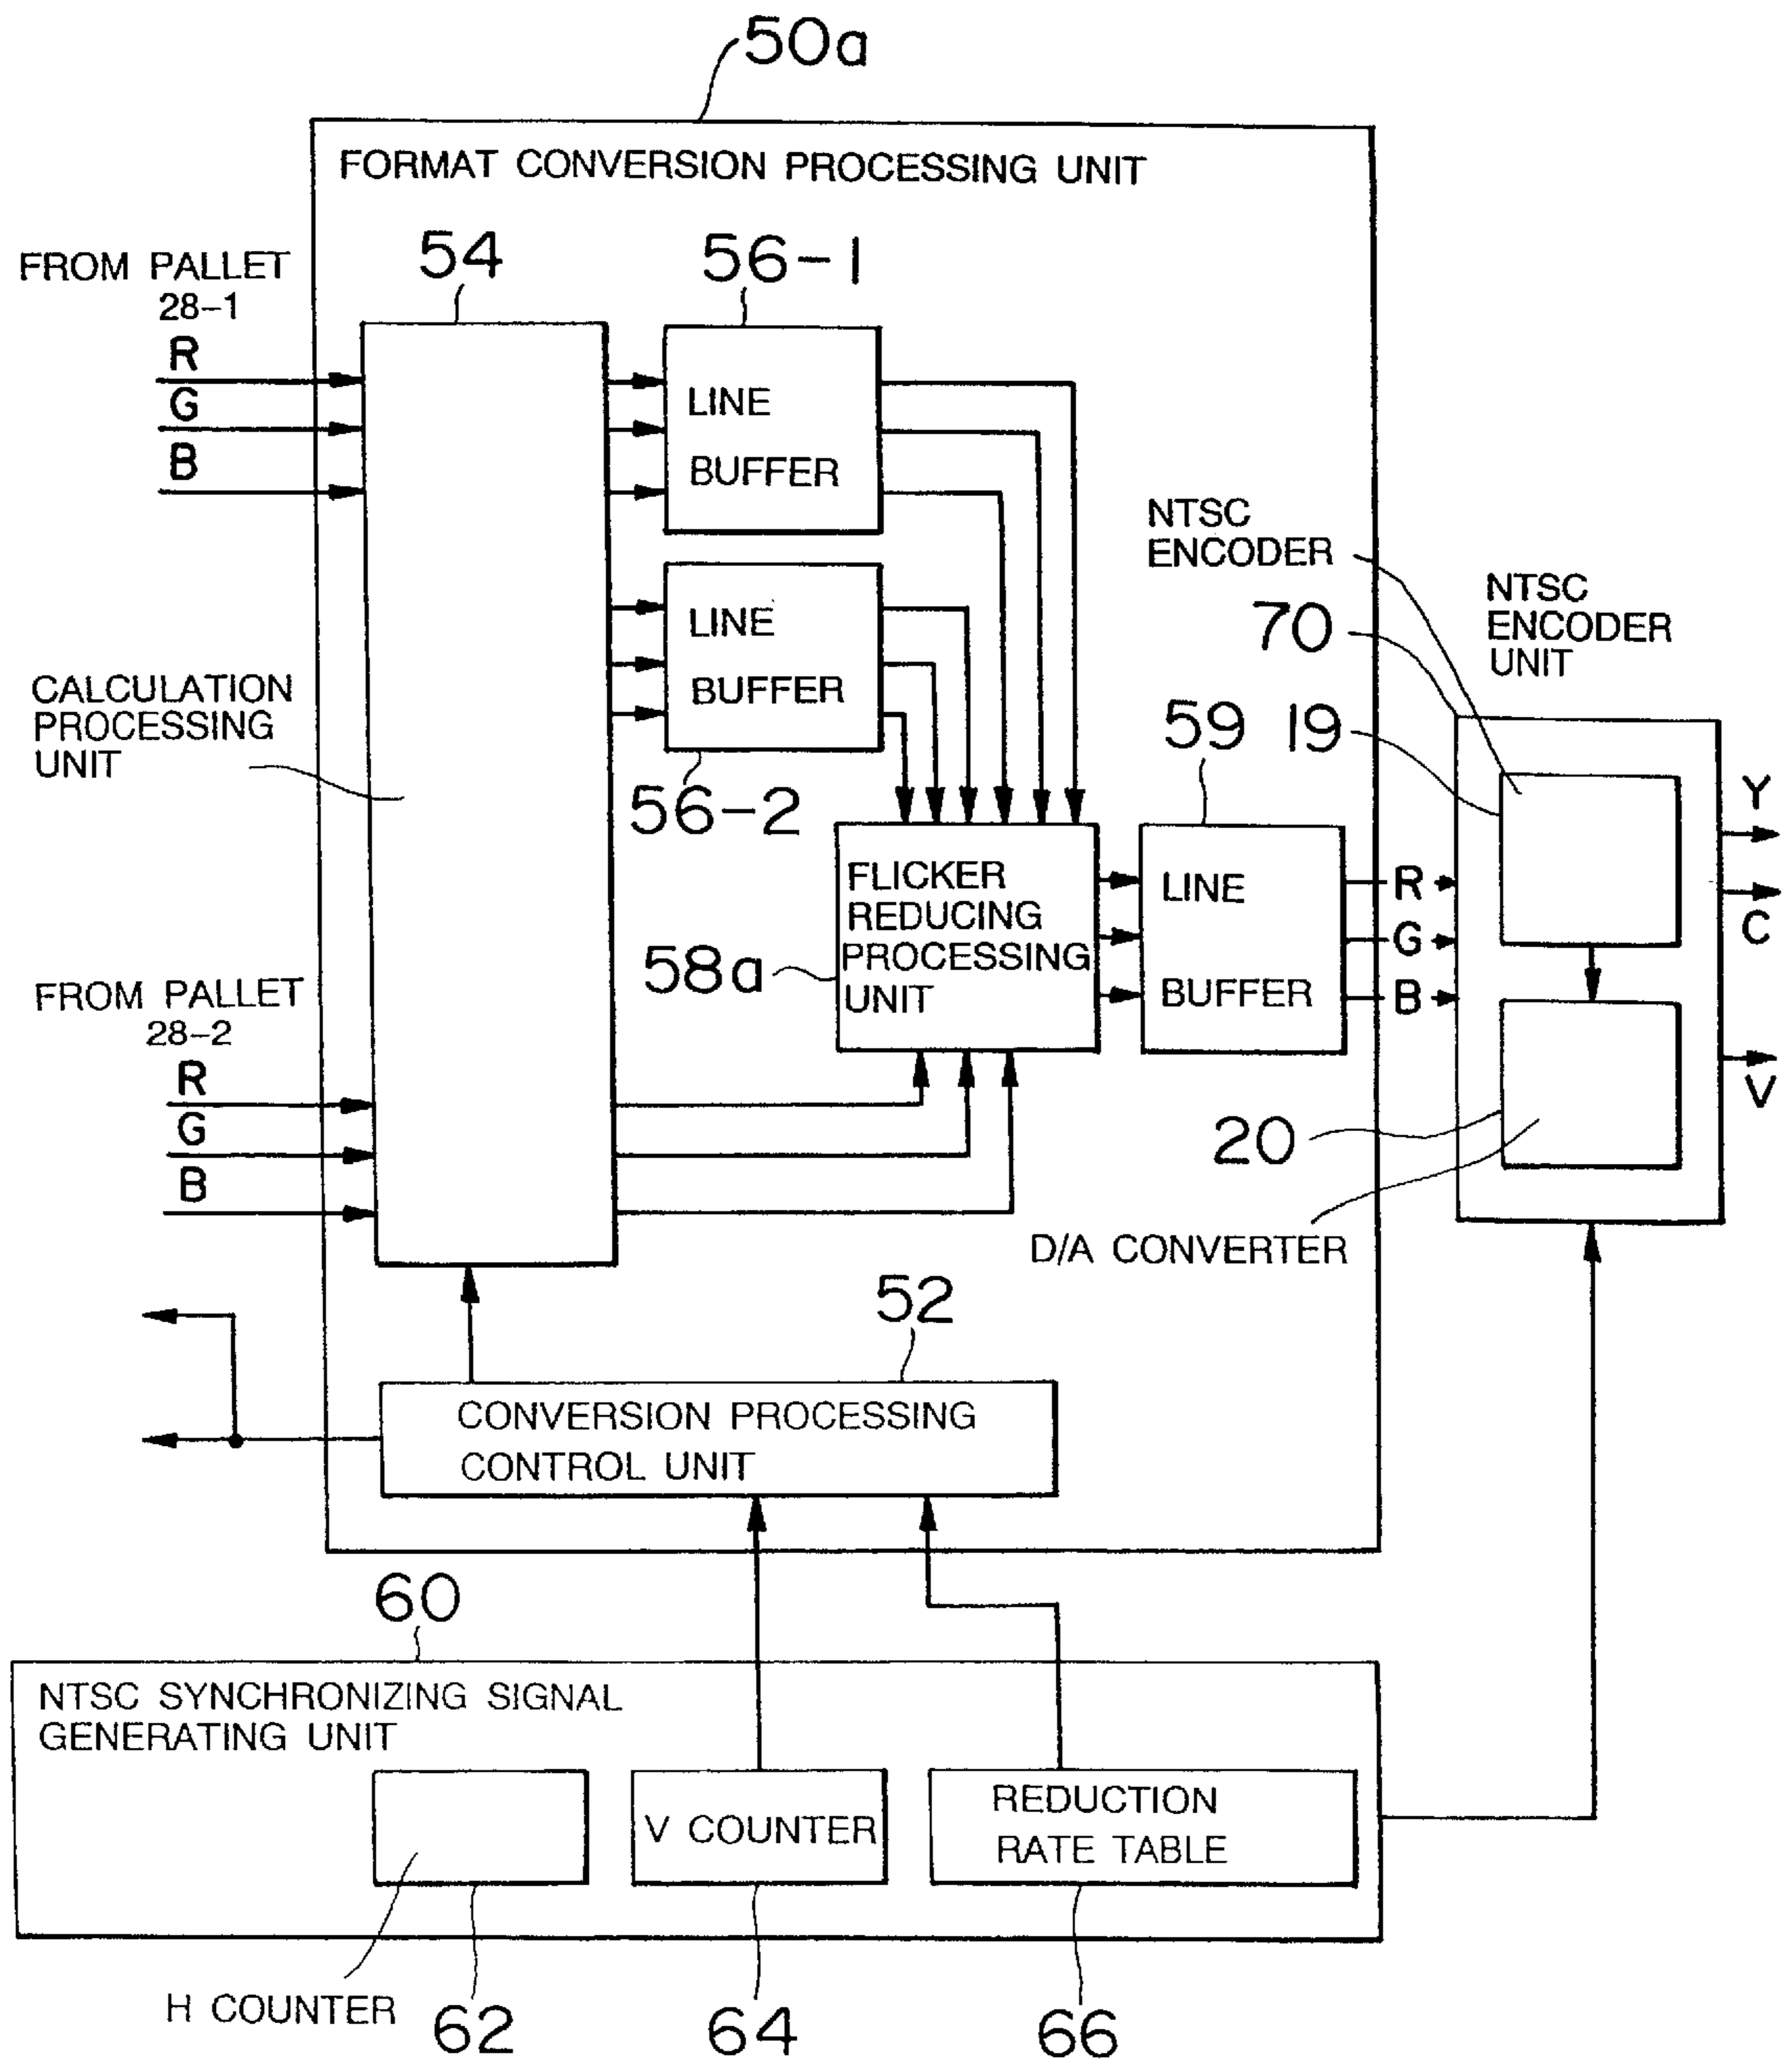 50a
FORMAT CONVERSION PROCESSING UNIT
FROM PALLET
28-1
R
G
B
54
56-1
LINE
BUFFER
LINE
BUFFER
56-2
CALCULATION
PROCESSING
UNIT
NTSC
ENCODER
70
NTSC
ENCODER
UNIT
59
19
FLICKER
REDUCING
PROCESSING
UNIT
58a
LINE
BUFFER
R
G
B
Y
C
V
20
D/A CONVERTER
FROM PALLET
28-2
R
G
B
52
CONVERSION PROCESSING
CONTROL UNIT
60
NTSC SYNCHRONIZING SIGNAL
GENERATING UNIT
V COUNTER
REDUCTION
RATE TABLE
H COUNTER
62
64
66